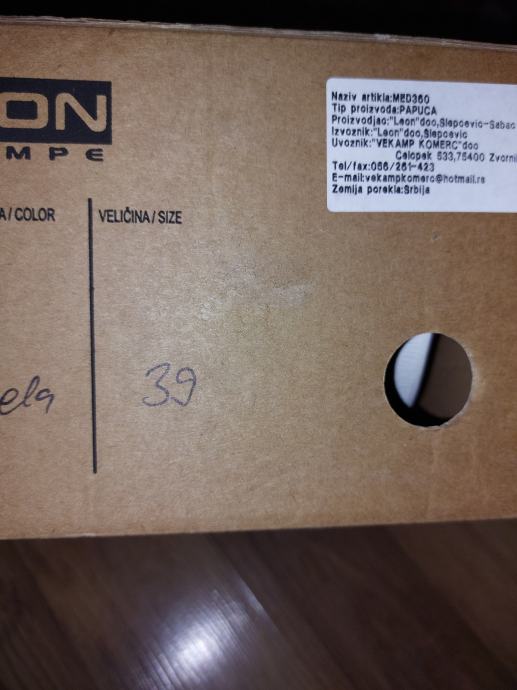 ON
MPE
A / COLOR
VELIČINA / SIZE
ela
39
Naziv artikla:MED360
Tip proizvoda:PAPUCA
Proizvodjac:"Leon"doo,Slepcevic-Sabac
Izvoznik:"Leon"doo,Slepcevic
Uvoznik:"VEKAMP KOMERC"doo
Celopek 533,75400 Zvorni
Tel/fax:056/261-423
E-mail:vekampkomerc@hotmail.rs
Zemlja porekla:Srbija